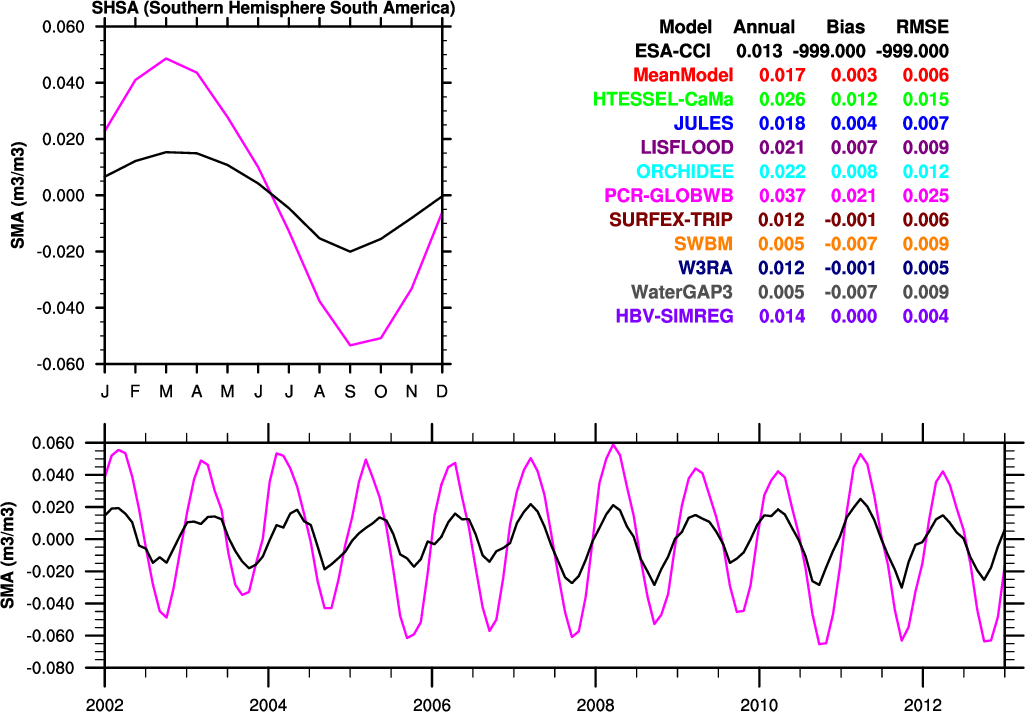 SHSA (Southern Hemisphere South America)
0.060
0.040
0.020
0.000
-0.020
-0.040
-0.060
SMA (m3/m3)
J F M A M J J A S O N D
Model Annual Bias RMSE
ESA-CCI 0.013 -999.000 -999.000
MeanModel 0.017 0.003 0.006
HTESSEL-CaMa 0.026 0.012 0.015
JULES 0.018 0.004 0.007
LISFLOOD 0.021 0.007 0.009
ORCHIDEE 0.022 0.008 0.012
PCR-GLOBWB 0.037 0.021 0.025
SURFEX-TRIP 0.012 -0.001 0.006
SWBM 0.005 -0.007 0.009
W3RA 0.012 -0.001 0.005
WaterGAP3 0.005 -0.007 0.009
HBV-SIMREG 0.014 0.000 0.004
0.060
0.040
0.020
0.000
-0.020
-0.040
-0.060
-0.080
SMA (m3/m3)
2002 2004 2006 2008 2010 2012